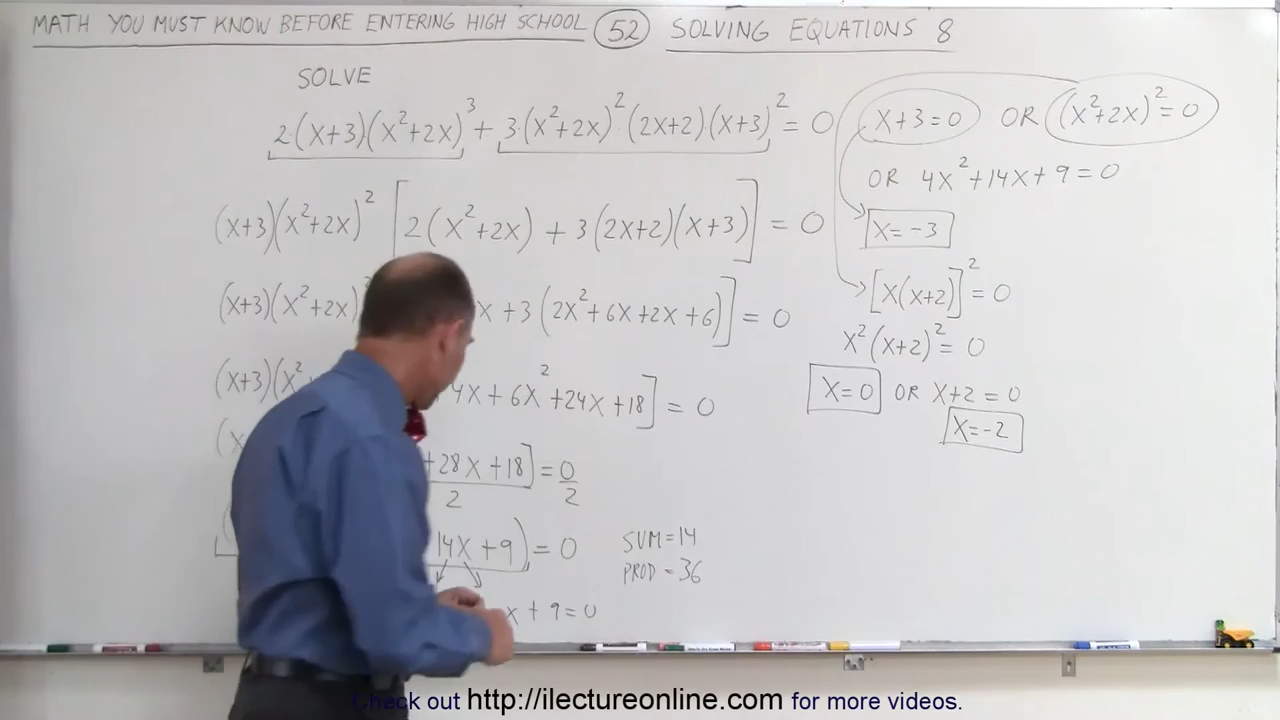 MATH YOU MUST KNOW BEFORE ENTERING HIGH SCHOOL 52 SOLVING EQUATIONS 8
SOLVE
2·(x+3)(x²+2x)³ + 3·(x²+2x)²·(2x+2)·(x+3)² = 0
(x+3)(x²+2x)² [2(x²+2x) + 3(2x+2)(x+3)] = 0
(x+3)(x²+2x) x + 3(2x²+6x+2x+6)] = 0
(x+3)(x² 4x + 6x²+24x+18] = 0
(x +28x+18] = 0
2 2
14x+9) = 0
x + 9 = 0
SUM = 14
PROD = 36
x+3=0 OR (x²+2x)² = 0
OR 4x²+14x+9 = 0
x = -3
[x(x+2)]² = 0
x²(x+2)² = 0
x=0 OR x+2 = 0
x=-2
Check out http://ilectureonline.com for more videos.